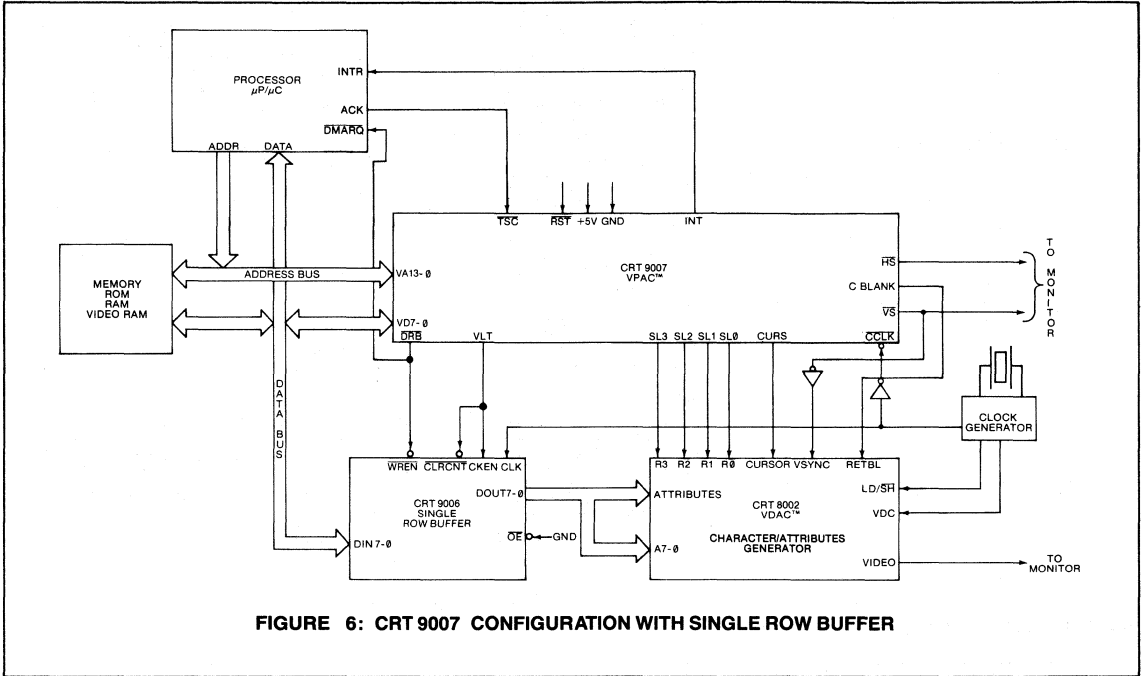 PROCESSOR
μP/μC
INTR
ACK
DMARQ
ADDR DATA
TSC RST +5V GND INT
MEMORY
ROM
RAM
VIDEO RAM
ADDRESS BUS
VA13-0
VD7-0
CRT 9007
VPAC™
HS
C BLANK
VS
TO MONITOR
DRB VLT SL3 SL2 SL1 SL0 CURS CCLK
DATA BUS
CLOCK
GENERATOR
WREN CLRCNT CKEN CLK
DOUT7-0
CRT 9006
SINGLE
ROW BUFFER
OE GND
DIN 7-0
R3 R2 R1 R0 CURSOR VSYNC RETBL
ATTRIBUTES
A7-0
CRT 8002
VDAC™
CHARACTER/ATTRIBUTES
GENERATOR
LD/SH
VDC
VIDEO
TO
MONITOR
FIGURE 6: CRT 9007 CONFIGURATION WITH SINGLE ROW BUFFER